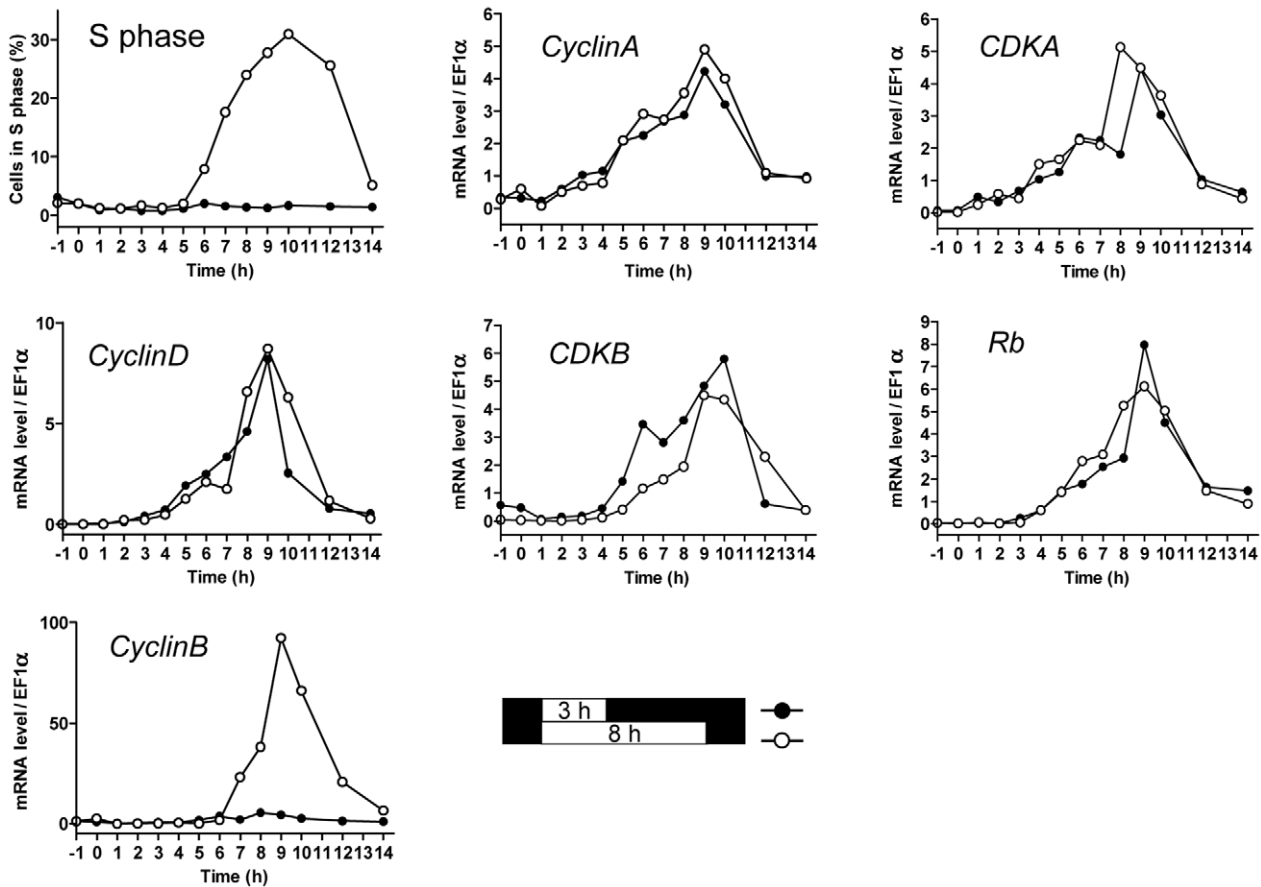 S phase
Cells in S phase (%)
30
20
10
0
-1 0 1 2 3 4 5 6 7 8 9 10 11 12 13 14
Time (h)
CyclinA
mRNA level / EF1α
6
5
4
3
2
1
0
-1 0 1 2 3 4 5 6 7 8 9 10 11 12 13 14
Time (h)
CDKA
mRNA level / EF1 α
6
5
4
3
2
1
0
-1 0 1 2 3 4 5 6 7 8 9 10 11 12 13 14
Time (h)
CyclinD
mRNA level / EF1α
10
5
0
-1 0 1 2 3 4 5 6 7 8 9 10 11 12 13 14
Time (h)
CDKB
mRNA level / EF1α
7
6
5
4
3
2
1
0
-1 0 1 2 3 4 5 6 7 8 9 10 11 12 13 14
Time (h)
Rb
mRNA level / EF1 α
9
8
7
6
5
4
3
2
1
0
-1 0 1 2 3 4 5 6 7 8 9 10 11 12 13 14
Time (h)
CyclinB
mRNA level / EF1α
100
50
0
-1 0 1 2 3 4 5 6 7 8 9 10 11 12 13 14
Time (h)
3 h
8 h